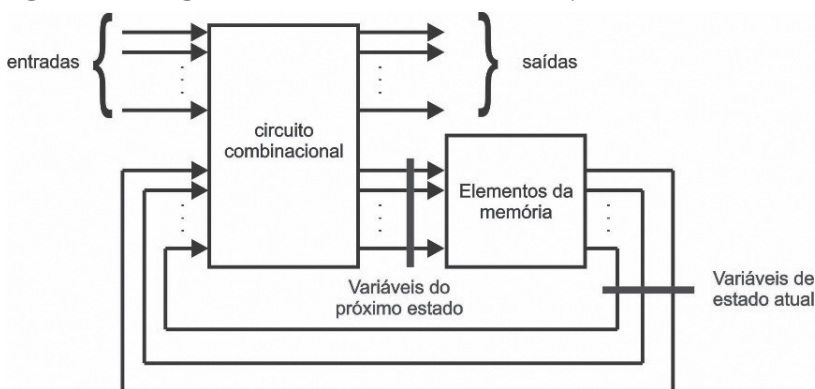 entradas
saídas
circuito
combinacional
Elementos da
memória
Variáveis do
próximo estado
Variáveis de
estado atual